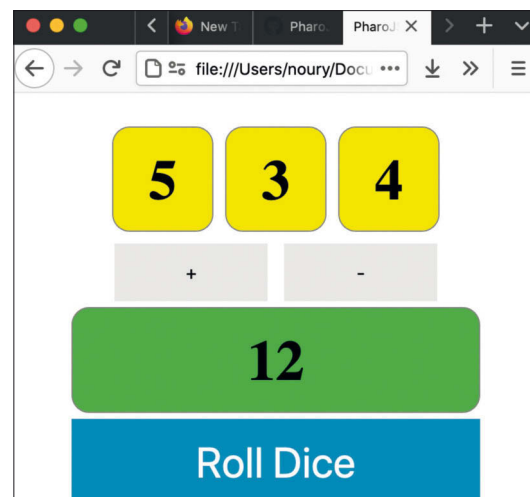 New T
Pharo.
PharoJ
file:///Users/noury/Docu
5 3 4
+ -
12
Roll Dice